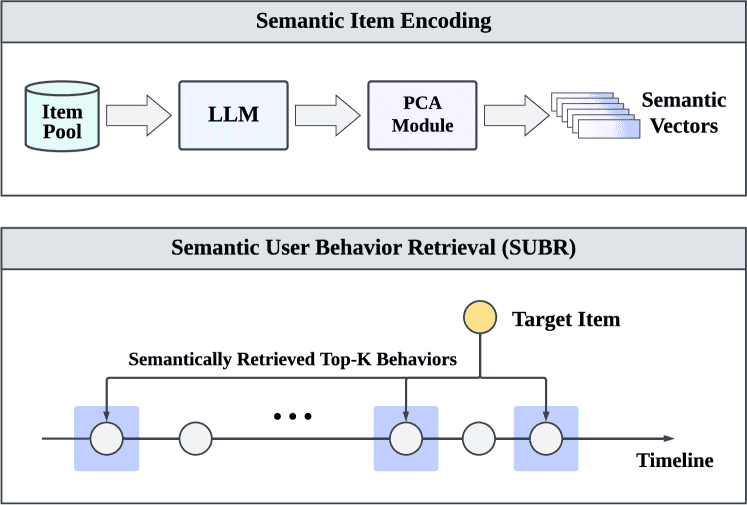 Semantic Item Encoding
Item
Pool
LLM
PCA
Module
Semantic
Vectors
Semantic User Behavior Retrieval (SUBR)
Target Item
Semantically Retrieved Top-K Behaviors
...
Timeline